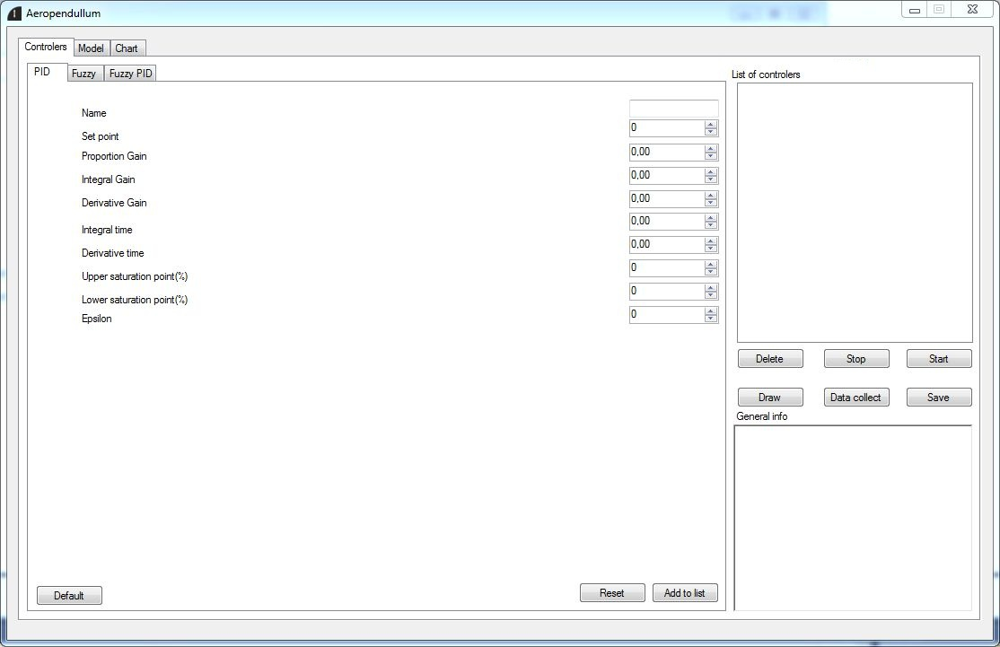 Aeropendullum
Controlers Model Chart
PID Fuzzy Fuzzy PID
Name
Set point 0
Proportion Gain 0,00
Integral Gain 0,00
Derivative Gain 0,00
Integral time 0,00
Derivative time 0,00
Upper saturation point(%) 0
Lower saturation point(%) 0
Epsilon 0
Default Reset Add to list
List of controlers
Delete Stop Start
Draw Data collect Save
General info